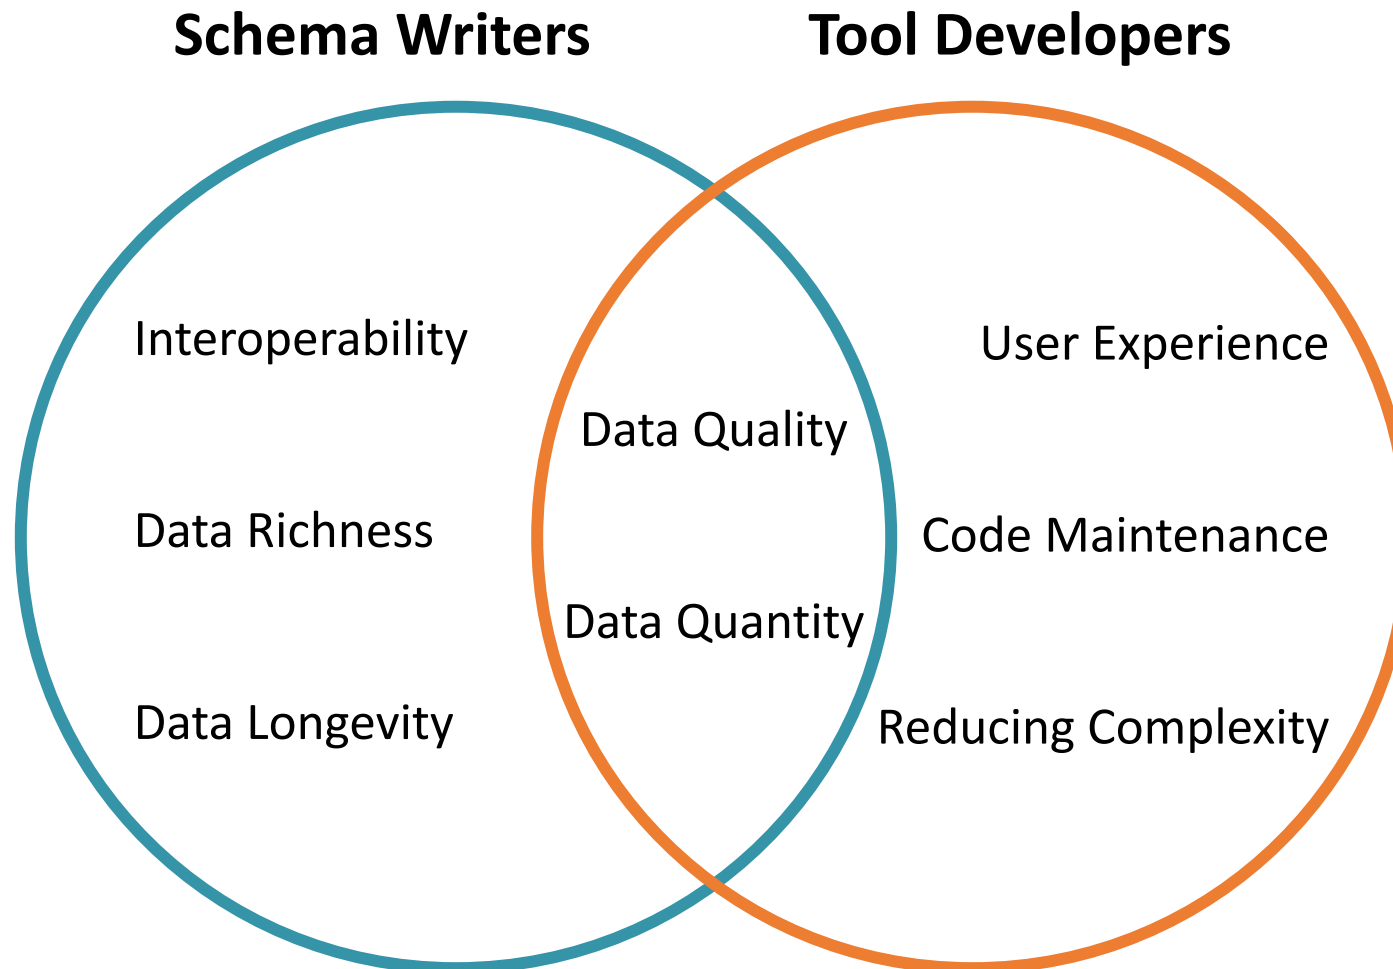 Schema Writers
Tool Developers
Interoperability
Data Richness
Data Longevity
Data Quality
Data Quantity
User Experience
Code Maintenance
Reducing Complexity